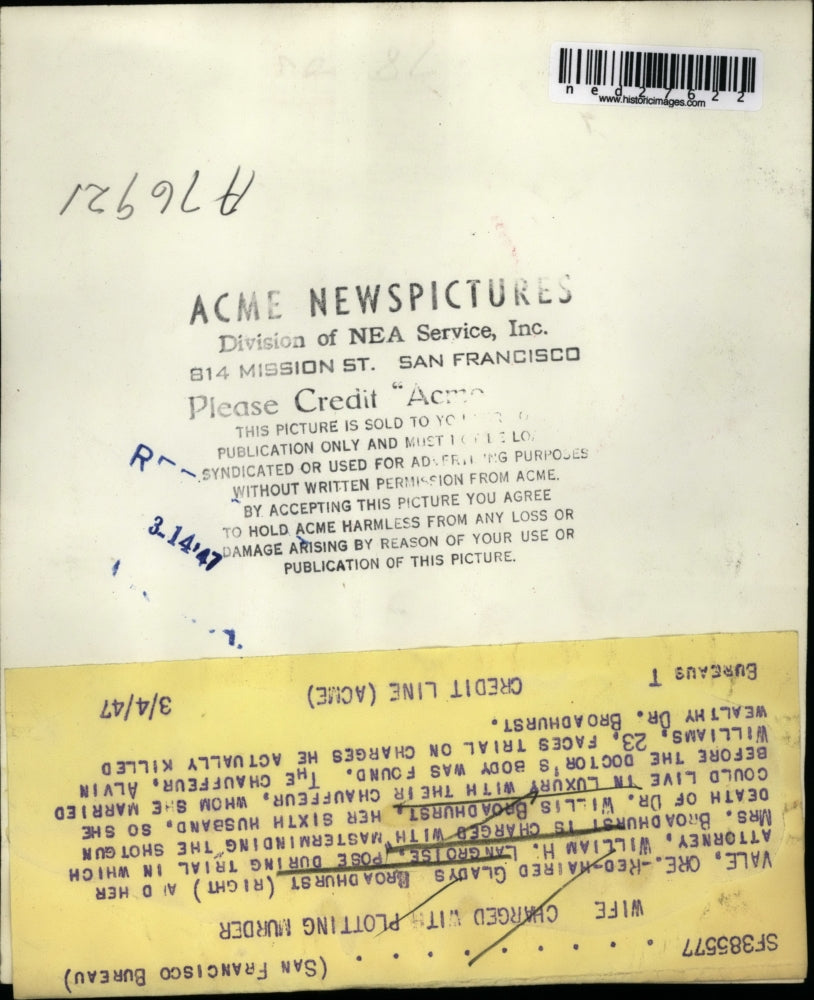 ned27622
www.historicimages.com
A76921
ACME NEWSPICTURES
Division of NEA Service, Inc.
814 MISSION ST. SAN FRANCISCO
Please Credit "Acme
THIS PICTURE IS SOLD TO
PUBLICATION ONLY AND MUST
SYNDICATED OR USED FOR ADVERTISING PURPOSES
WITHOUT WRITTEN PERMISSION FROM ACME.
BY ACCEPTING THIS PICTURE YOU AGREE
TO HOLD ACME HARMLESS FROM ANY LOSS OR
DAMAGE ARISING BY REASON OF YOUR USE OR
PUBLICATION OF THIS PICTURE.
R
3-14'47
SF385577 . . . . . . . . . (SAN FRANCISCO BUREAU)
WIFE CHARGED WITH PLOTTING MURDER
VALE, ORE.--RED-HAIRED GLADYS BROADHURST (RIGHT) AND HER
ATTORNEY, WILLIAM H. LANGROISE, POSE DURING TRIAL IN WHICH
MRS. BROADHURST IS CHARGED WITH MASTERMINDING THE SHOTGUN
DEATH OF DR. WILLIS BROADHURST, HER SIXTH HUSBAND, SO SHE
COULD LIVE IN LUXURY WITH THEIR CHAUFFEUR, WHOM SHE MARRIED
BEFORE THE DOCTOR'S BODY WAS FOUND. THE CHAUFFEUR, ALVIN
WILLIAMS, 23, FACES TRIAL ON CHARGES HE ACTUALLY KILLED
WEALTHY DR. BROADHURST.
BUREAUS T CREDIT LINE (ACME) 3/4/47